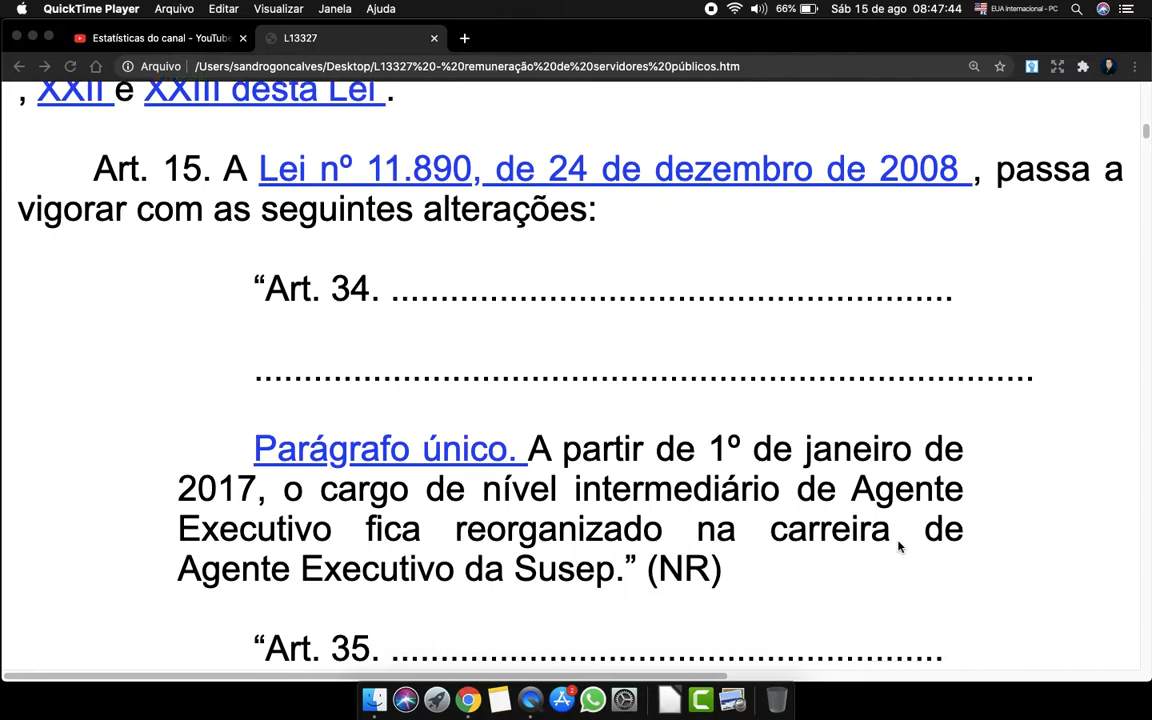 QuickTime Player Arquivo Editar Visualizar Janela Ajuda 66% Sáb 15 de ago 08:47:44 EUA Internacional - PC
Estatísticas do canal - YouTube L13327
Arquivo /Users/sandrogoncalves/Desktop/L13327%20-%20remuneração%20de%20servidores%20públicos.htm
, XXII e XXIII desta Lei .
Art. 15. A Lei nº 11.890, de 24 de dezembro de 2008 , passa a
vigorar com as seguintes alterações:
“Art. 34. .........................................................
...............................................................................
Parágrafo único. A partir de 1º de janeiro de
2017, o cargo de nível intermediário de Agente
Executivo fica reorganizado na carreira de
Agente Executivo da Susep.” (NR)
“Art. 35. ........................................................
2